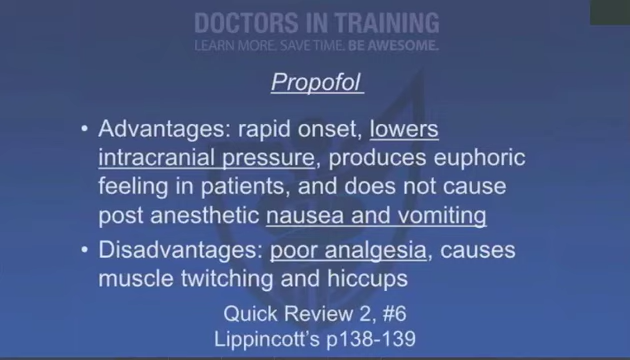 DOCTORS IN TRAINING
LEARN MORE. SAVE TIME. BE AWESOME.
Propofol
• Advantages: rapid onset, lowers
intracranial pressure, produces euphoric
feeling in patients, and does not cause
post anesthetic nausea and vomiting
• Disadvantages: poor analgesia, causes
muscle twitching and hiccups
Quick Review 2, #6
Lippincott's p138-139